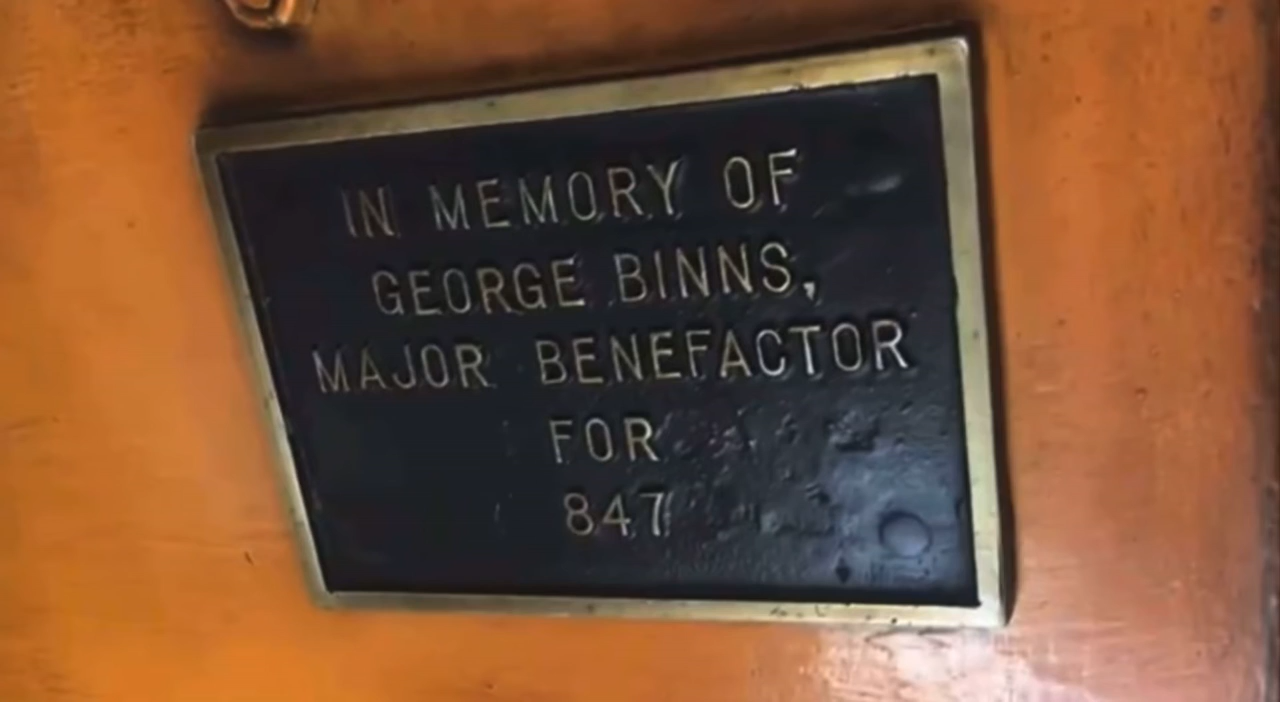 IN MEMORY OF
GEORGE BINNS,
MAJOR BENEFACTOR
FOR
847